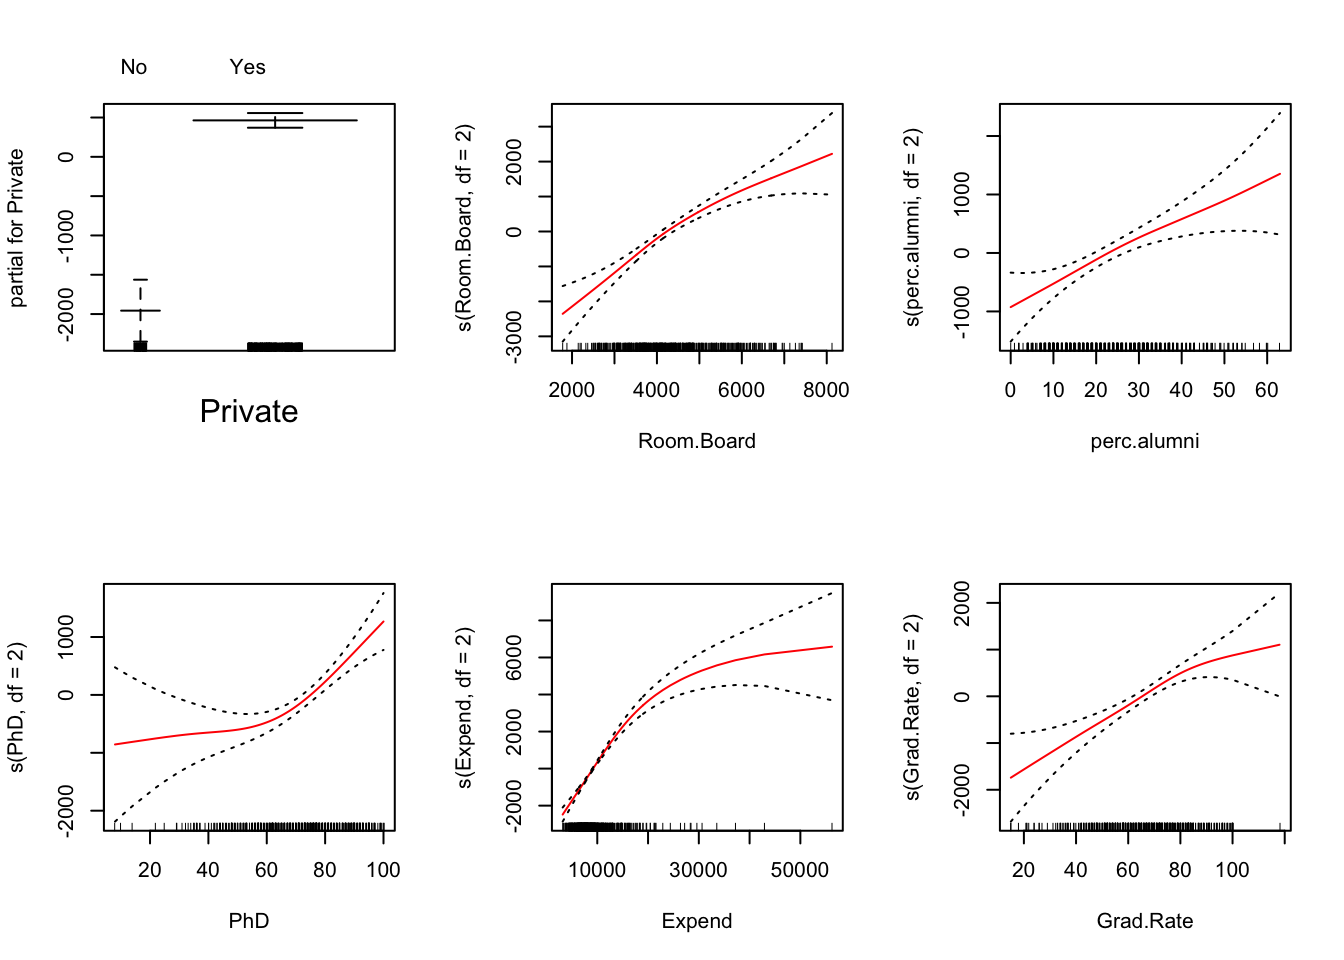 No Yes
partial for Private
0
-1000
-2000
Private
s(Room.Board, df = 2)
2000
0
-3000
2000 4000 6000 8000
Room.Board
s(perc.alumni, df = 2)
1000
0
-1000
0 10 20 30 40 50 60
perc.alumni
s(PhD, df = 2)
1000
0
-2000
20 40 60 80 100
PhD
s(Expend, df = 2)
6000
2000
-2000
10000 30000 50000
Expend
s(Grad.Rate, df = 2)
2000
0
-2000
20 40 60 80 100
Grad.Rate